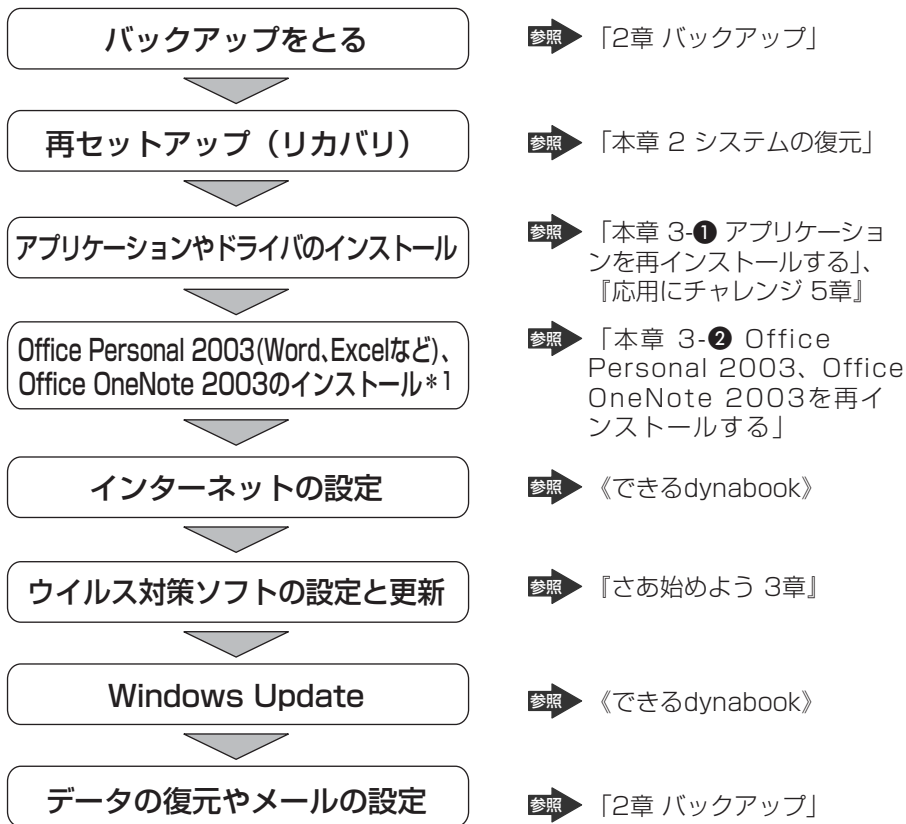 バックアップをとる
参照 「2章 バックアップ」
再セットアップ（リカバリ）
参照 「本章 2 システムの復元」
アプリケーションやドライバのインストール
参照 「本章 3-❶ アプリケーショ
ンを再インストールする」、
『応用にチャレンジ 5章』
Office Personal 2003(Word、Excelなど)、
Office OneNote 2003のインストール＊1
参照 「本章 3-❷ Office
Personal 2003、Office
OneNote 2003を再イ
ンストールする」
インターネットの設定
参照 《できるdynabook》
ウイルス対策ソフトの設定と更新
参照 『さあ始めよう 3章』
Windows Update
参照 《できるdynabook》
データの復元やメールの設定
参照 「2章 バックアップ」